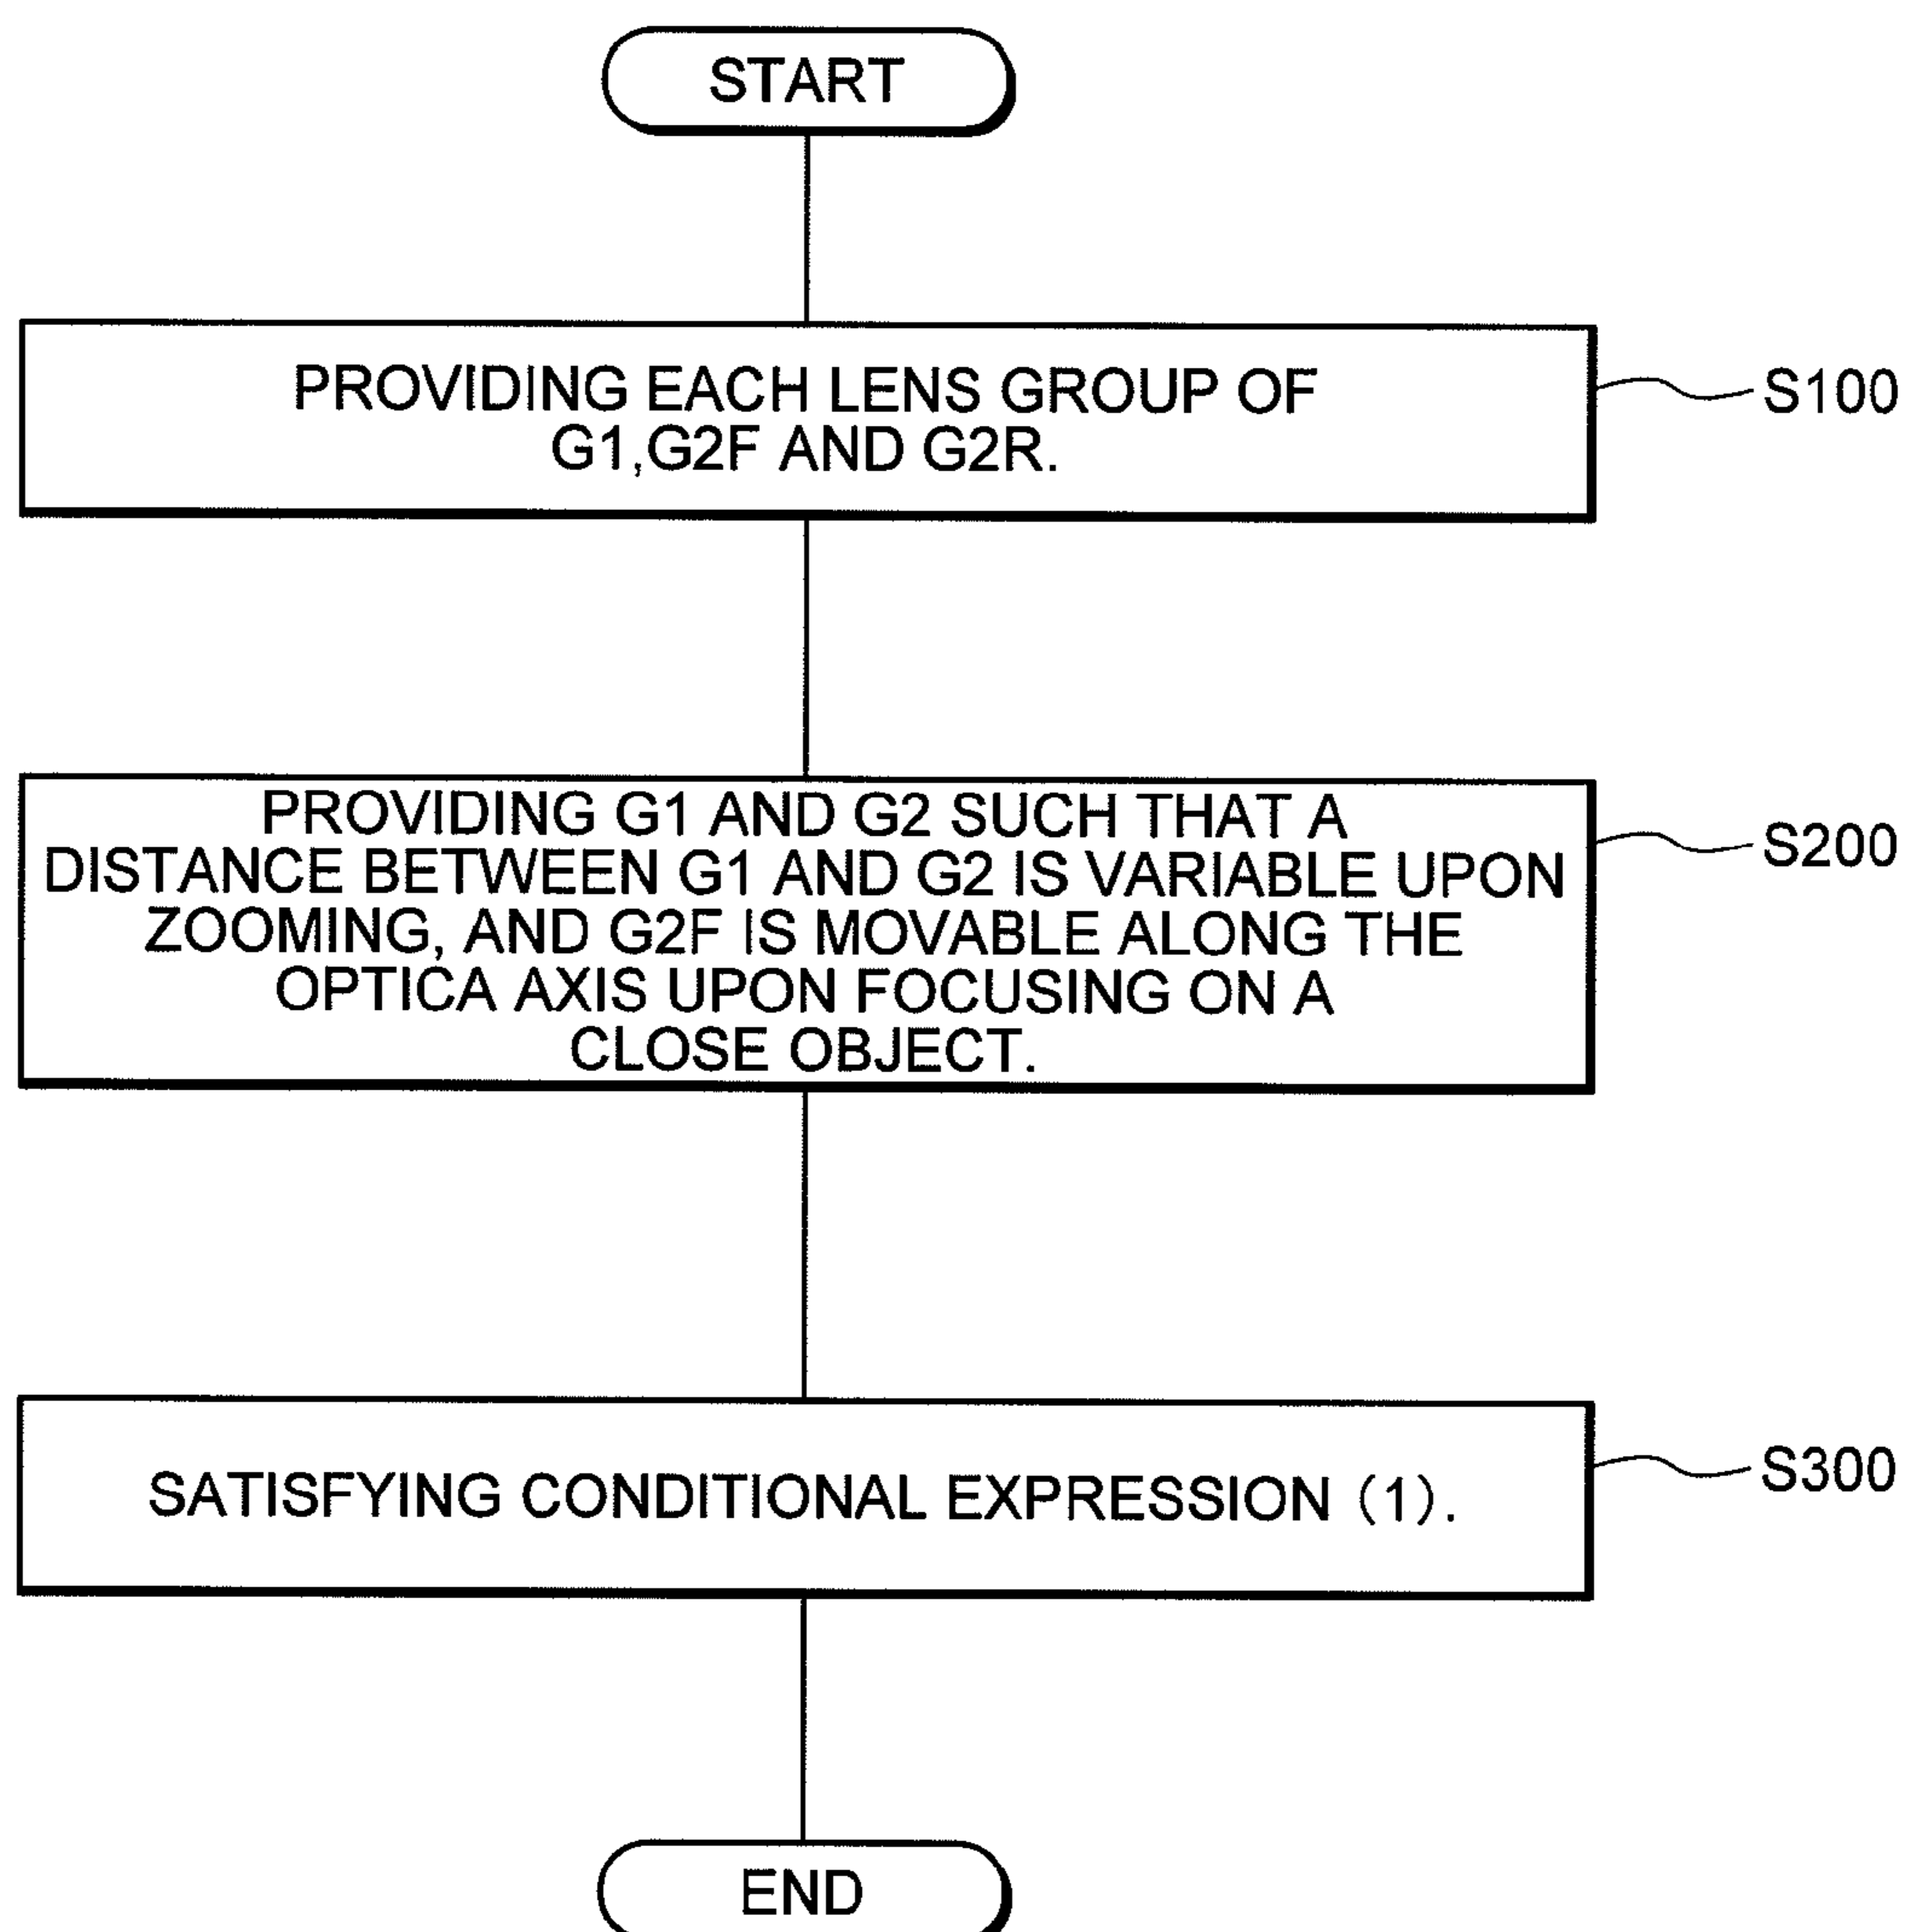 START
PROVIDING EACH LENS GROUP OF
G1,G2F AND G2R.
S100
PROVIDING G1 AND G2 SUCH THAT A
DISTANCE BETWEEN G1 AND G2 IS VARIABLE UPON
ZOOMING, AND G2F IS MOVABLE ALONG THE
OPTICA AXIS UPON FOCUSING ON A
CLOSE OBJECT.
S200
SATISFYING CONDITIONAL EXPRESSION (1).
S300
END